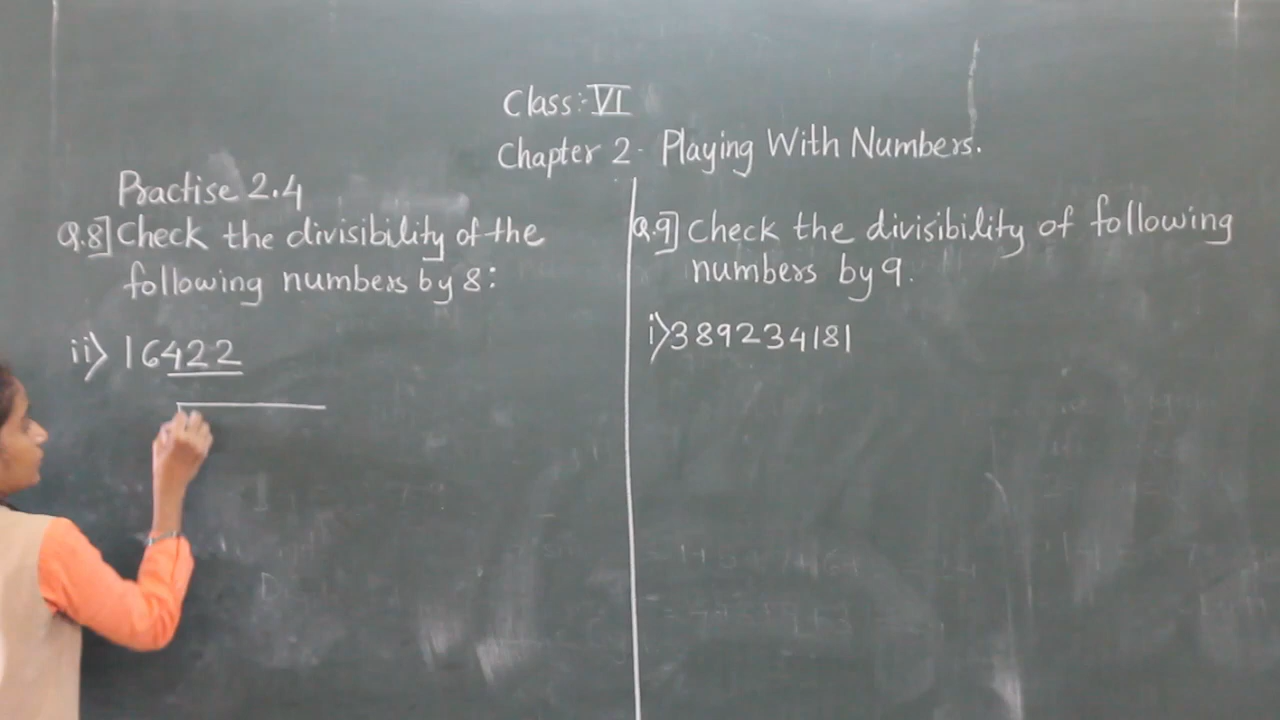 Class:- VI
Chapter 2- Playing With Numbers.
Practise 2.4
Q.8] Check the divisibility of the
following numbers by 8:
ii) 16422
Q.9] Check the divisibility of following
numbers by 9.
i) 389234181